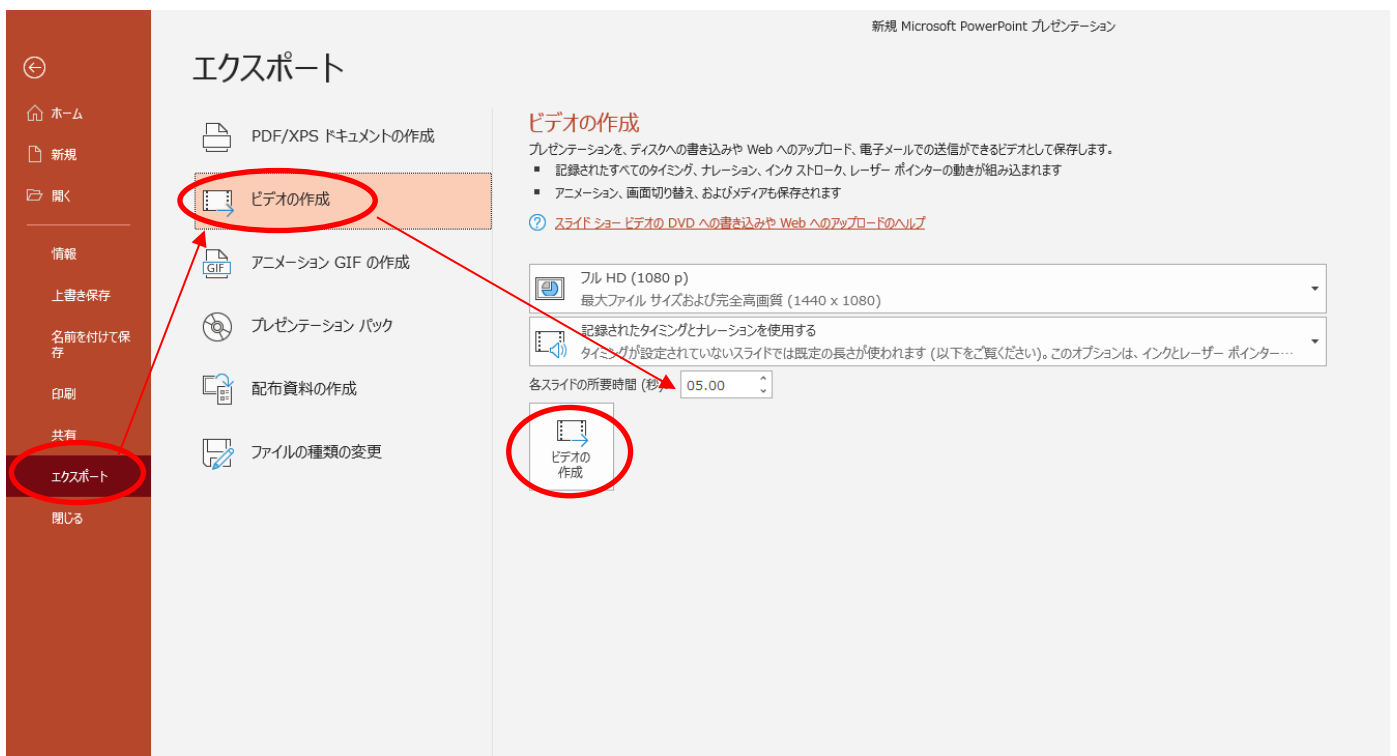 新規 Microsoft PowerPoint プレゼンテーション
エクスポート
ホーム
新規
開く
情報
上書き保存
名前を付けて保
存
印刷
共有
エクスポート
閉じる
PDF/XPS ドキュメントの作成
ビデオの作成
GIF
アニメーション GIF の作成
プレゼンテーション パック
配布資料の作成
ファイルの種類の変更
ビデオの作成
プレゼンテーションを、ディスクへの書き込みや Web へのアップロード、電子メールでの送信ができるビデオとして保存します。
■ 記録されたすべてのタイミング、ナレーション、インク ストローク、レーザー ポインターの動きが組み込まれます
■ アニメーション、画面切り替え、およびメディアも保存されます
? スライド ショー ビデオの DVD への書き込みや Web へのアップロードのヘルプ
フル HD (1080 p)
最大ファイル サイズおよび完全高画質 (1440 x 1080)
記録されたタイミングとナレーションを使用する
タイミングが設定されていないスライドでは既定の長さが使われます (以下をご覧ください)。このオプションは、インクとレーザー ポインター…
各スライドの所要時間 (秒) 05.00
ビデオの
作成